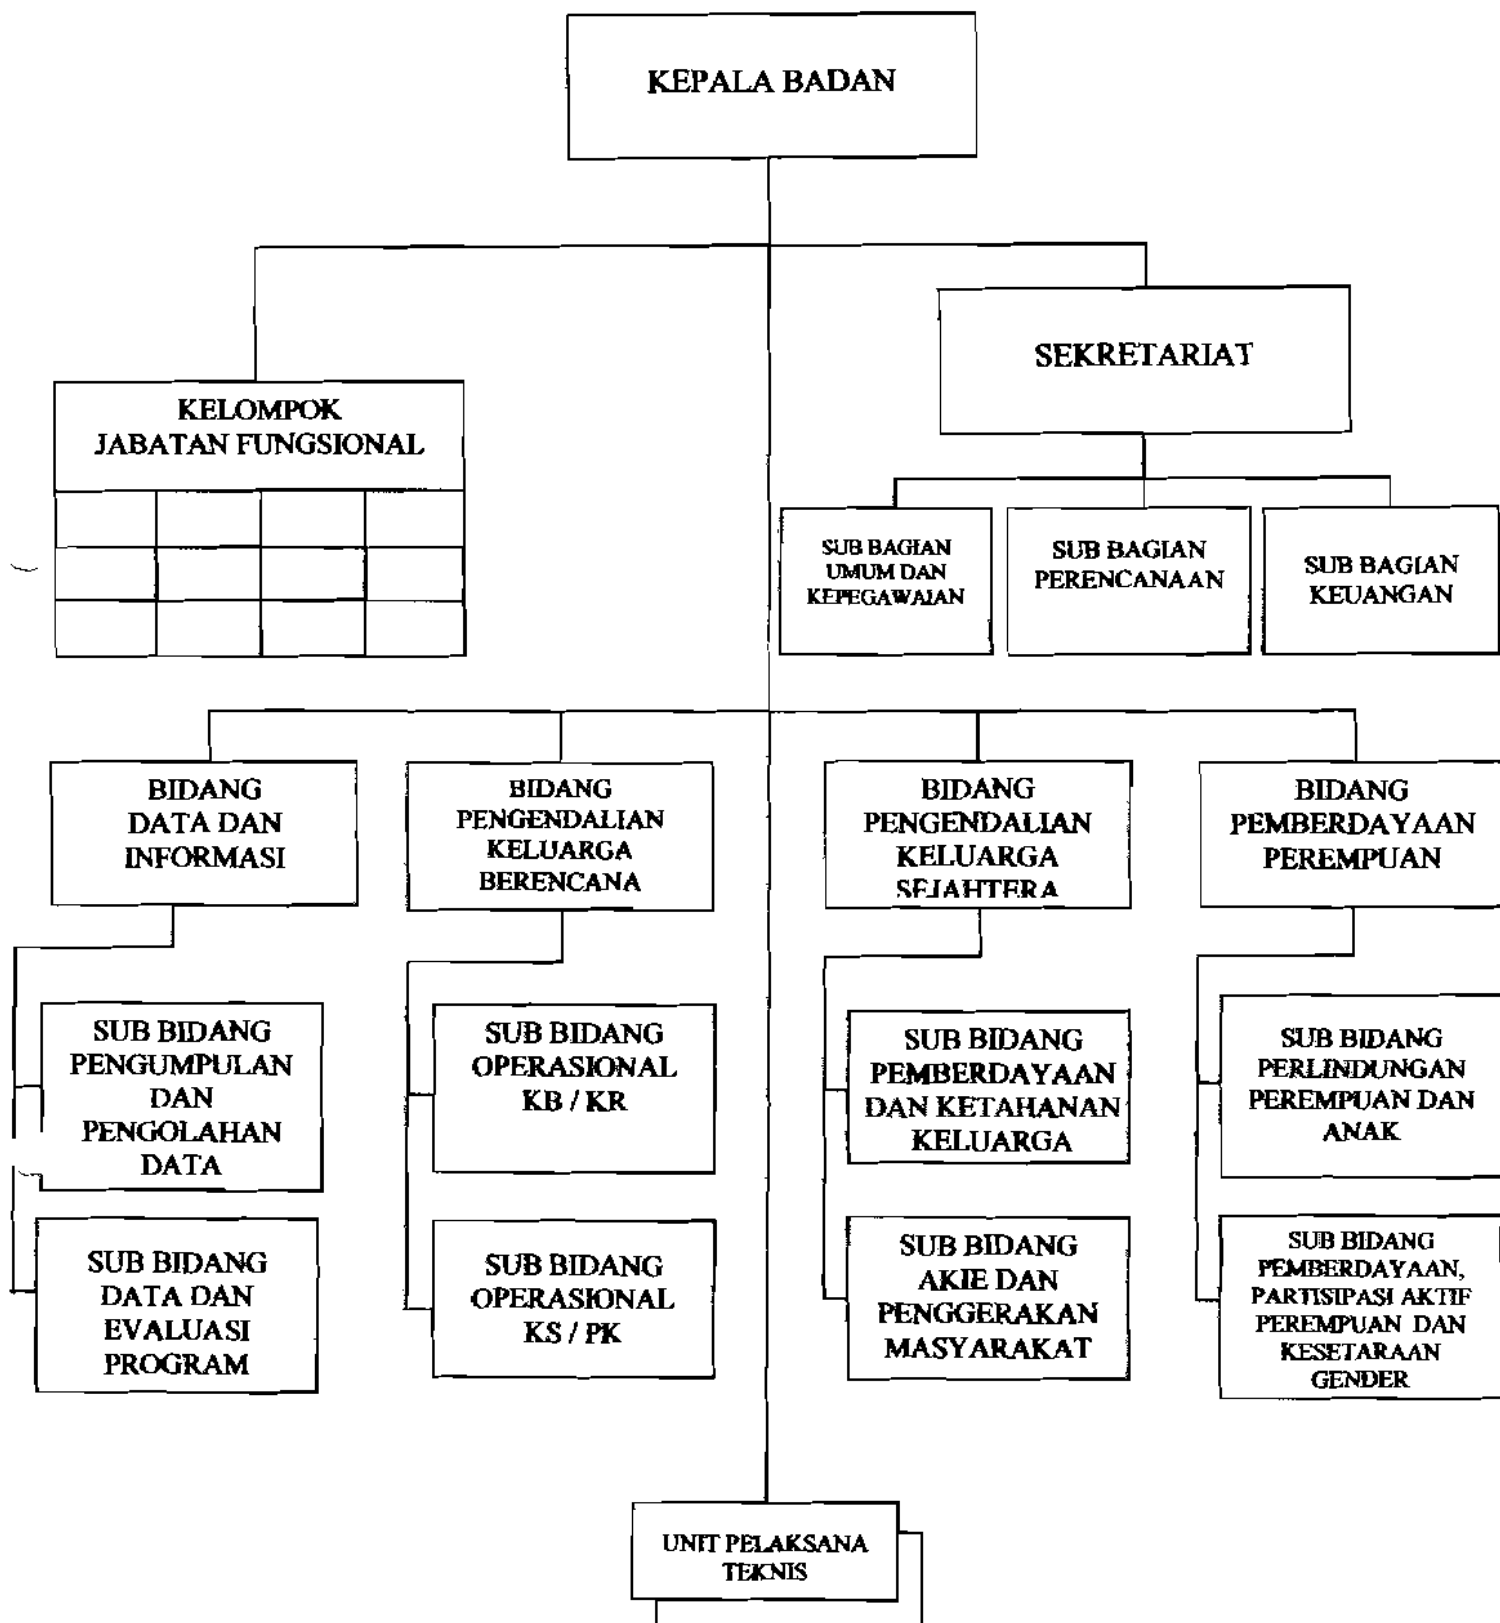 KEPALA BADAN
SEKRETARIAT
KELOMPOK
JABATAN FUNGSIONAL
SUB BAGIAN
UMUM DAN
KEPEGAWAIAN
SUB BAGIAN
PERENCANAAN
SUB BAGIAN
KEUANGAN
BIDANG
DATA DAN
INFORMASI
BIDANG
PENGENDALIAN
KELUARGA
BERENCANA
BIDANG
PENGENDALIAN
KELUARGA
SEJAHTERA
BIDANG
PEMBERDAYAAN
PEREMPUAN
SUB BIDANG
PENGUMPULAN
DAN
PENGOLAHAN
DATA
SUB BIDANG
OPERASIONAL
KB / KR
SUB BIDANG
PEMBERDAYAAN
DAN KETAHANAN
KELUARGA
SUB BIDANG
PERLINDUNGAN
PEREMPUAN DAN
ANAK
SUB BIDANG
DATA DAN
EVALUASI
PROGRAM
SUB BIDANG
OPERASIONAL
KS / PK
SUB BIDANG
AKIE DAN
PENGGERAKAN
MASYARAKAT
SUB BIDANG
PEMBERDAYAAN,
PARTISIPASI AKTIF
PEREMPUAN DAN
KESETARAAN
GENDER
UNIT PELAKSANA
TEKNIS